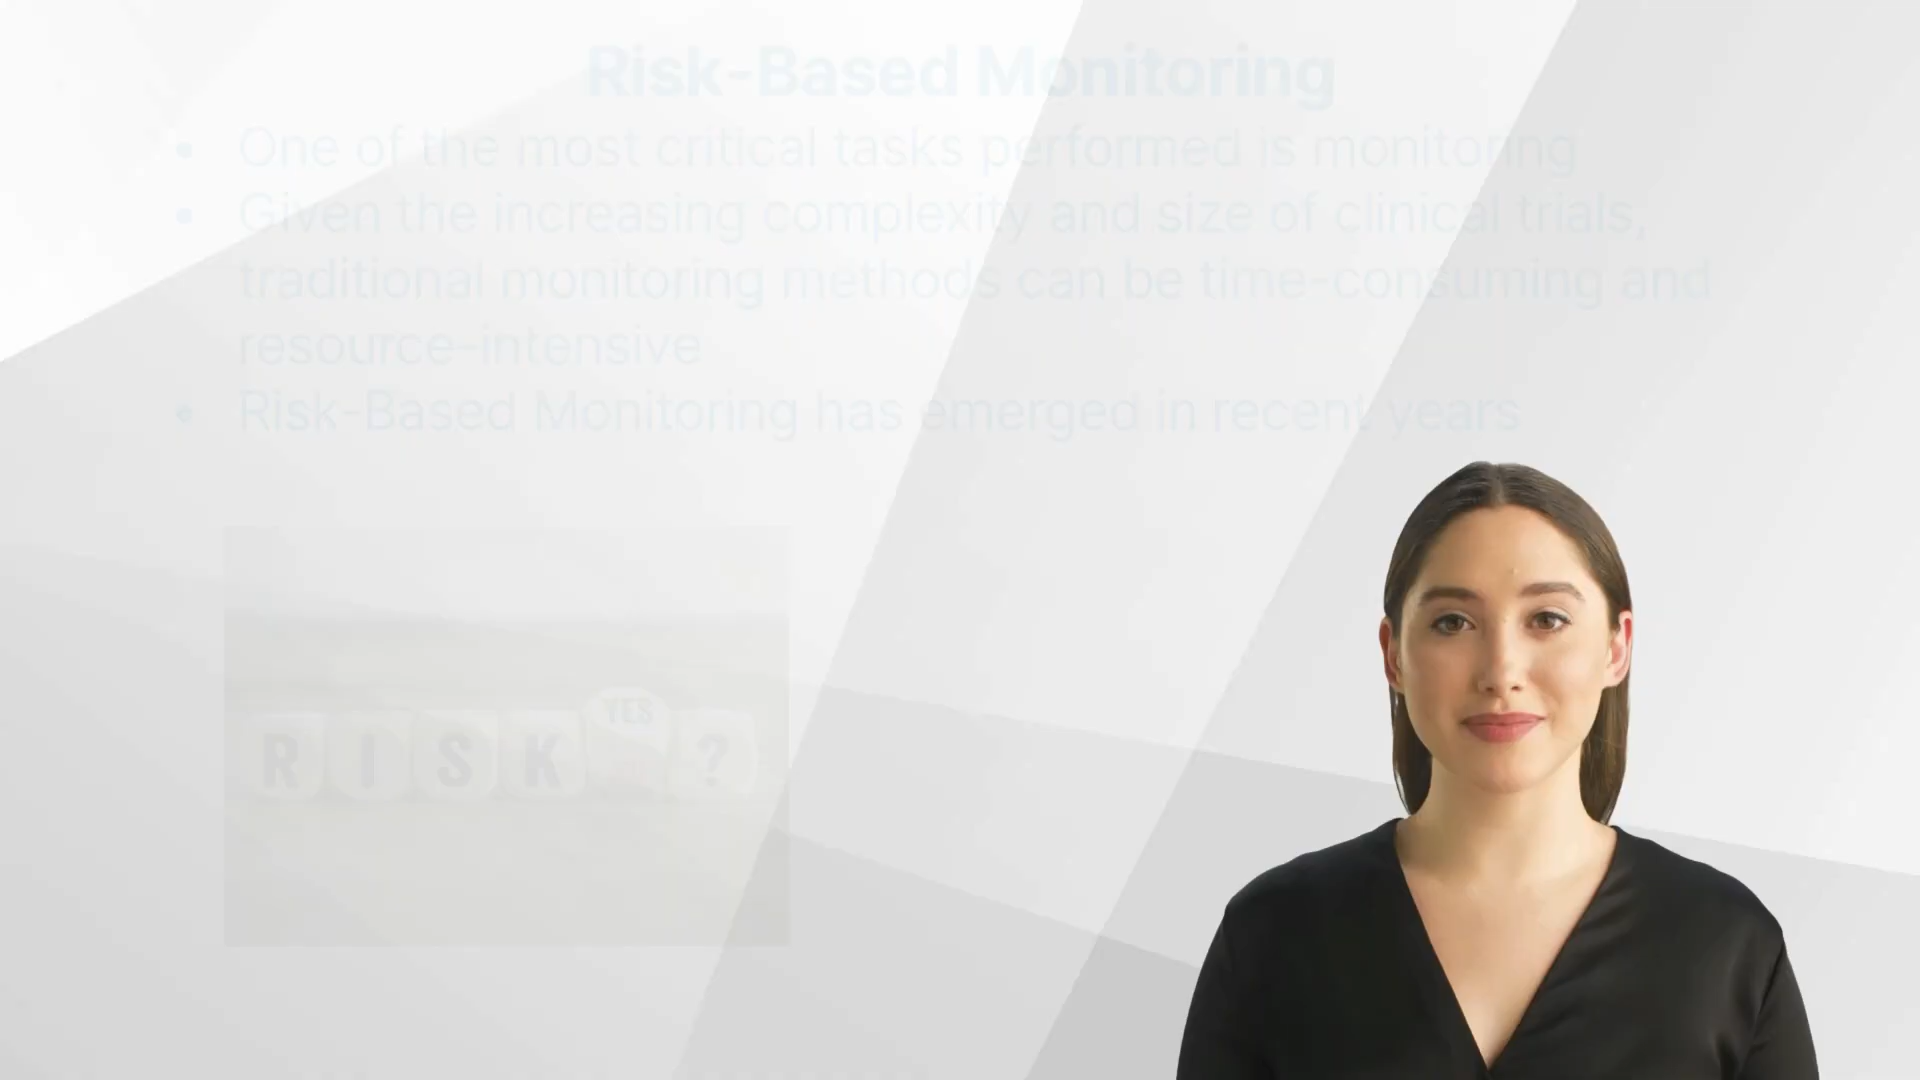 Risk-Based Monitoring
• One of the most critical tasks performed is monitoring
• Given the increasing complexity and size of clinical trials,
traditional monitoring methods can be time-consuming and
resource-intensive
• Risk-Based Monitoring has emerged in recent years
YES
RISK ?